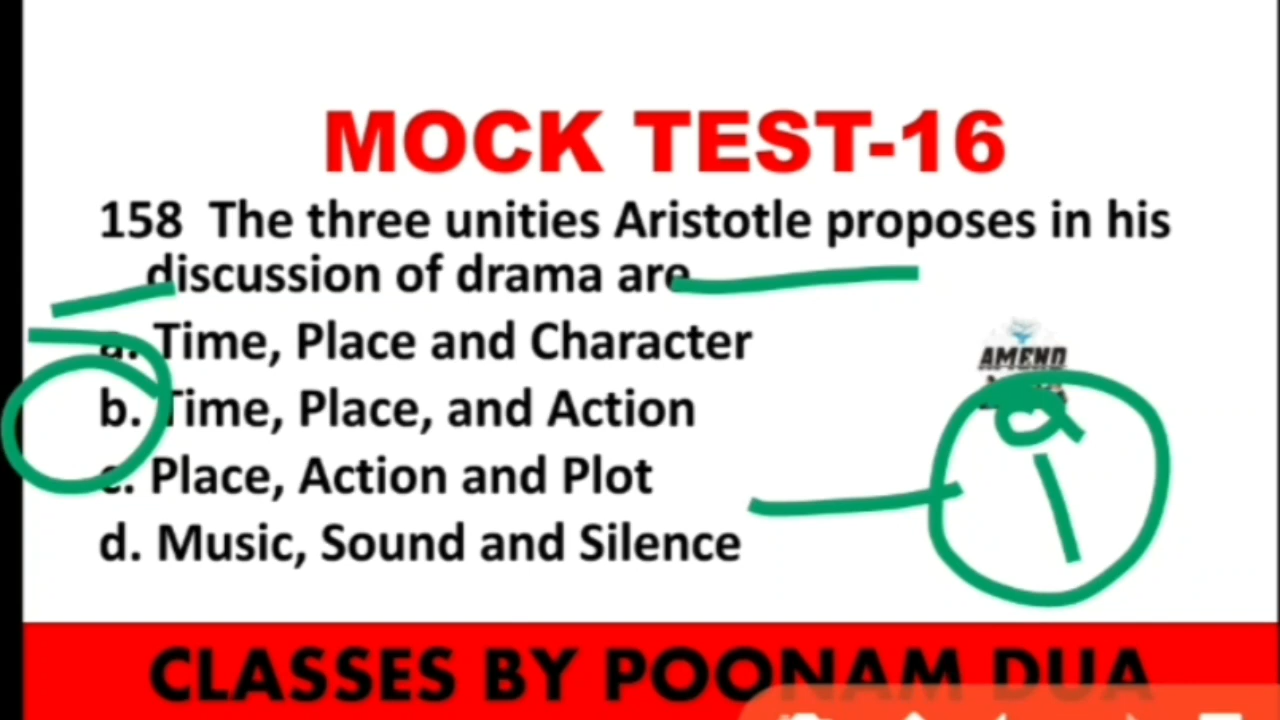 MOCK TEST-16
158 The three unities Aristotle proposes in his
discussion of drama are
a. Time, Place and Character
b. Time, Place, and Action
c. Place, Action and Plot
d. Music, Sound and Silence
AMEND
CLASSES BY POONAM DUA